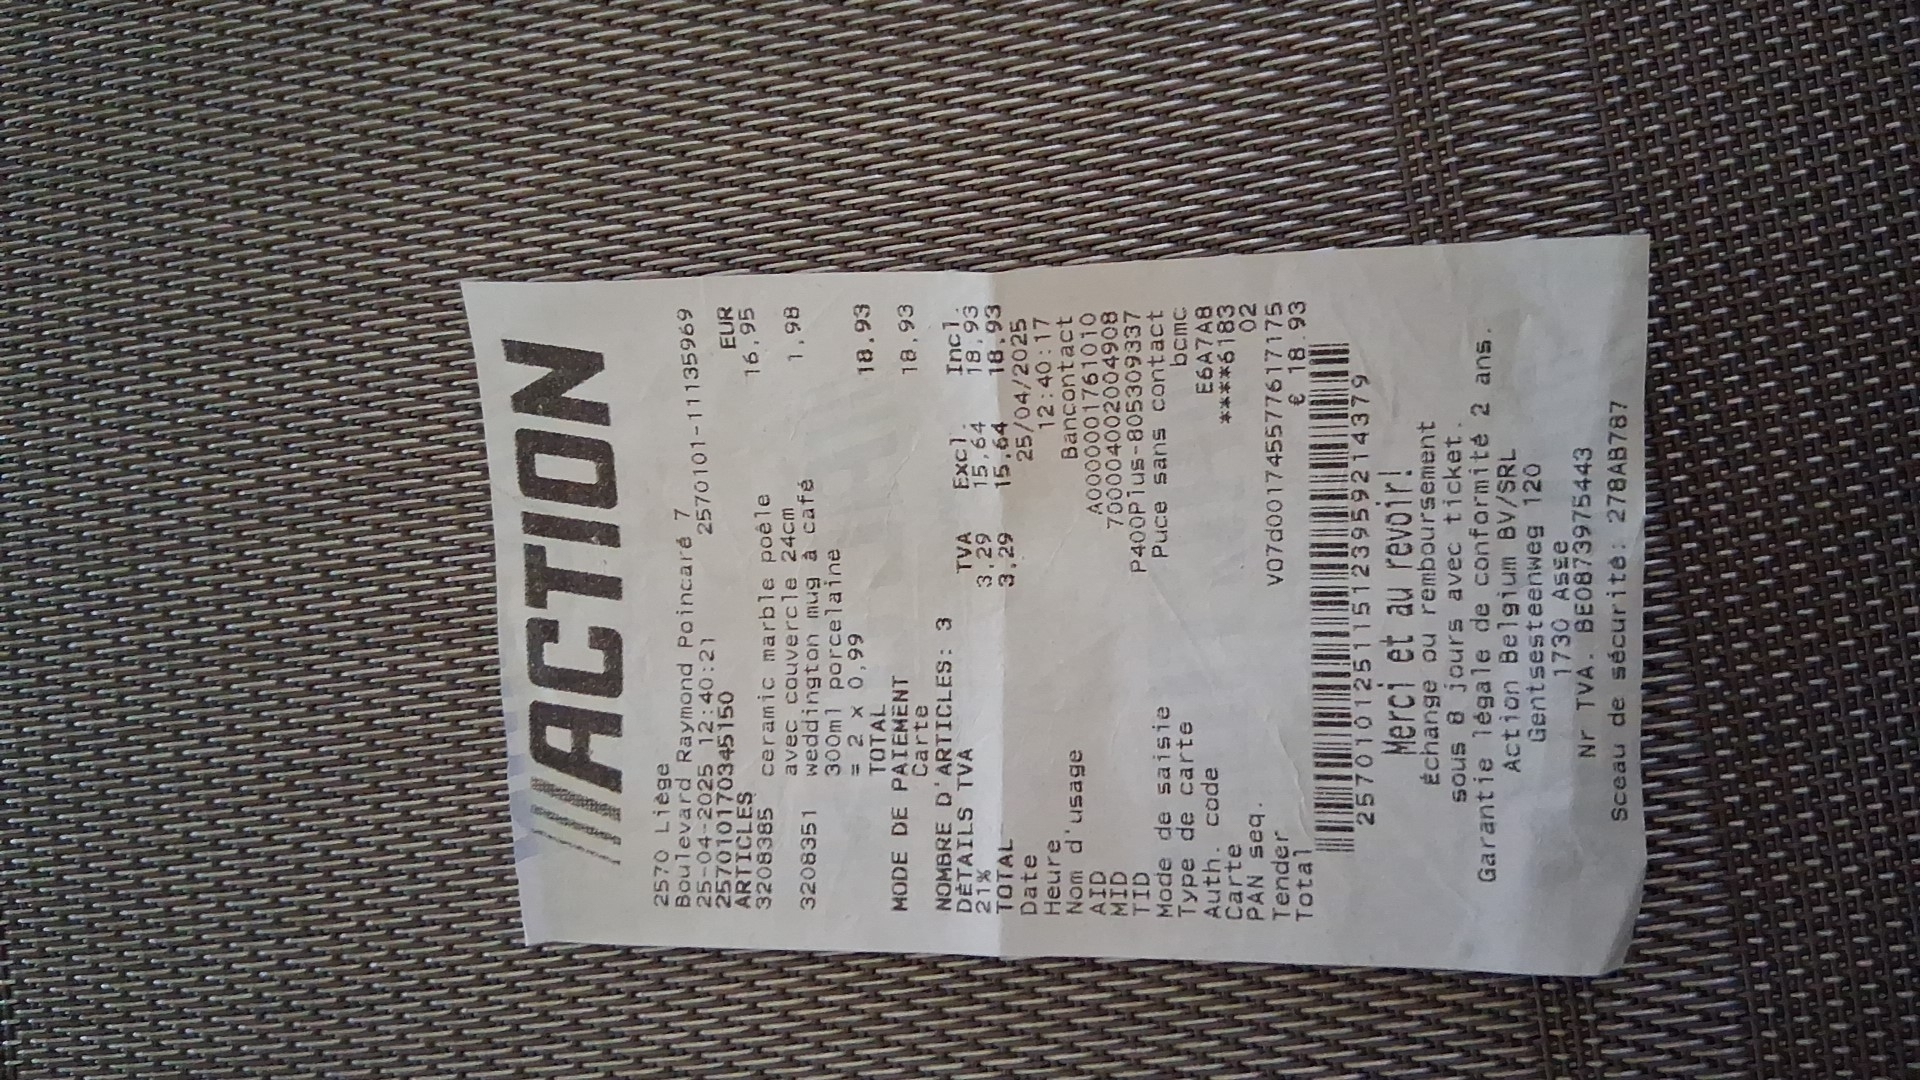 ///ACTION
2570 Liège
Boulevard Raymond Poincaré 7
25-04-2025 12:40:21 2570101-11135969
2570101703451 50
ARTICLES EUR
3208385 ceramic marble poêle 16,95
avec couvercle 24cm
3208351 weddington mug à café 1,98
300ml porcelaine
= 2 x 0,99
TOTAL 18,93
MODE DE PAIEMENT
Carte 18,93
NOMBRE D'ARTICLES: 3
DÉTAILS TVA TVA Excl. Incl.
21% 3,29 15,64 18,93
TOTAL 3,29 15,64 18,93
Date 25/04/2025
Heure 12:40:17
Nom d'usage Bancontact
AID A0000001761010
MID 700004002004908
TID P400Plus-805309337
Mode de saisie Puce sans contact
Type de carte bcmc
Auth. code E6A7A8
Carte ****6183
PAN seq. 02
Tender V07d001745577617175
Total € 18.93
2570101251151239592 14379
Merci et au revoir!
Échange ou remboursement
sous 8 jours avec ticket.
Garantie légale de conformité 2 ans.
Action Belgium BV/SRL
Gentsesteenweg 120
1730 Asse
Nr TVA. BE0873975443
Sceau de sécurité: 278AB787